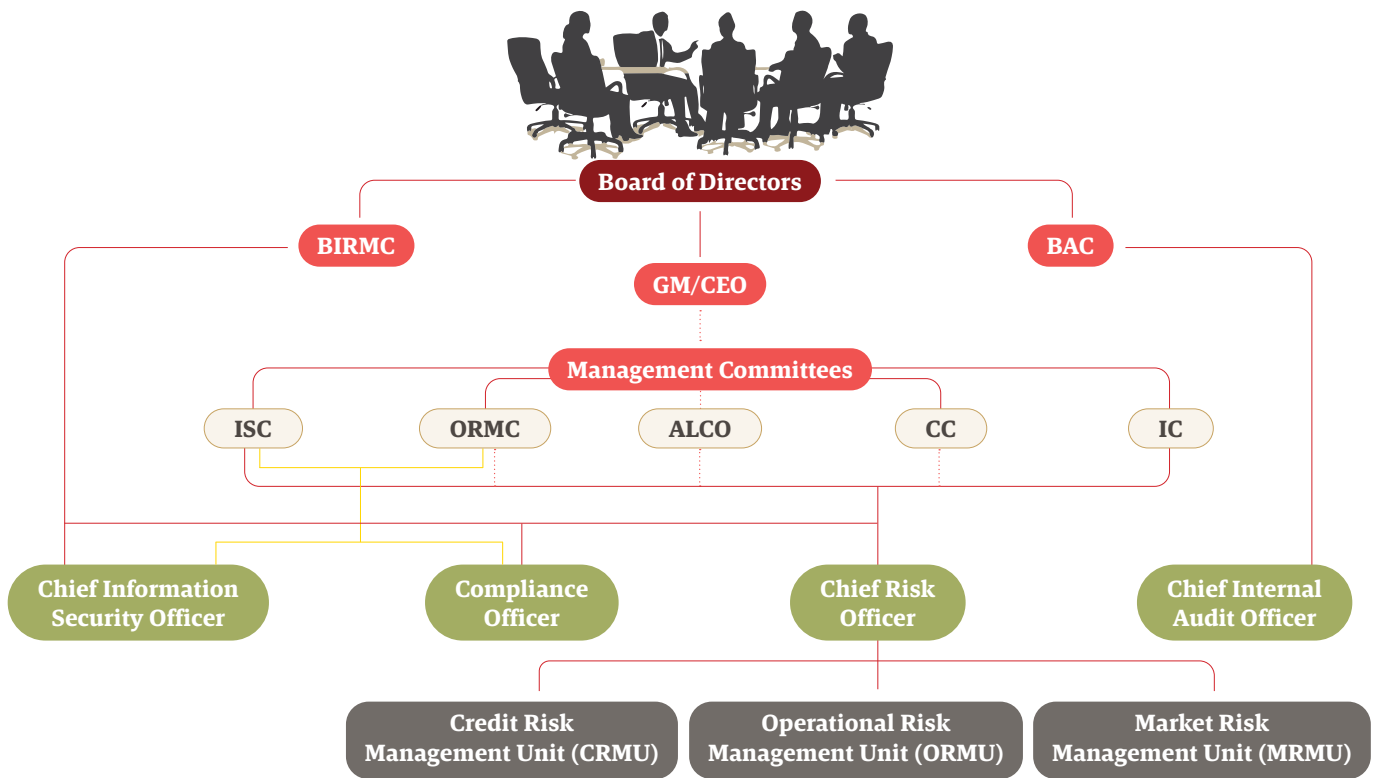 Board of Directors
BIRMC
BAC
GM/CEO
Management Committees
ISC
ORMC
ALCO
CC
IC
Chief Information
Security Officer
Compliance
Officer
Chief Risk
Officer
Chief Internal
Audit Officer
Credit Risk
Management Unit (CRMU)
Operational Risk
Management Unit (ORMU)
Market Risk
Management Unit (MRMU)